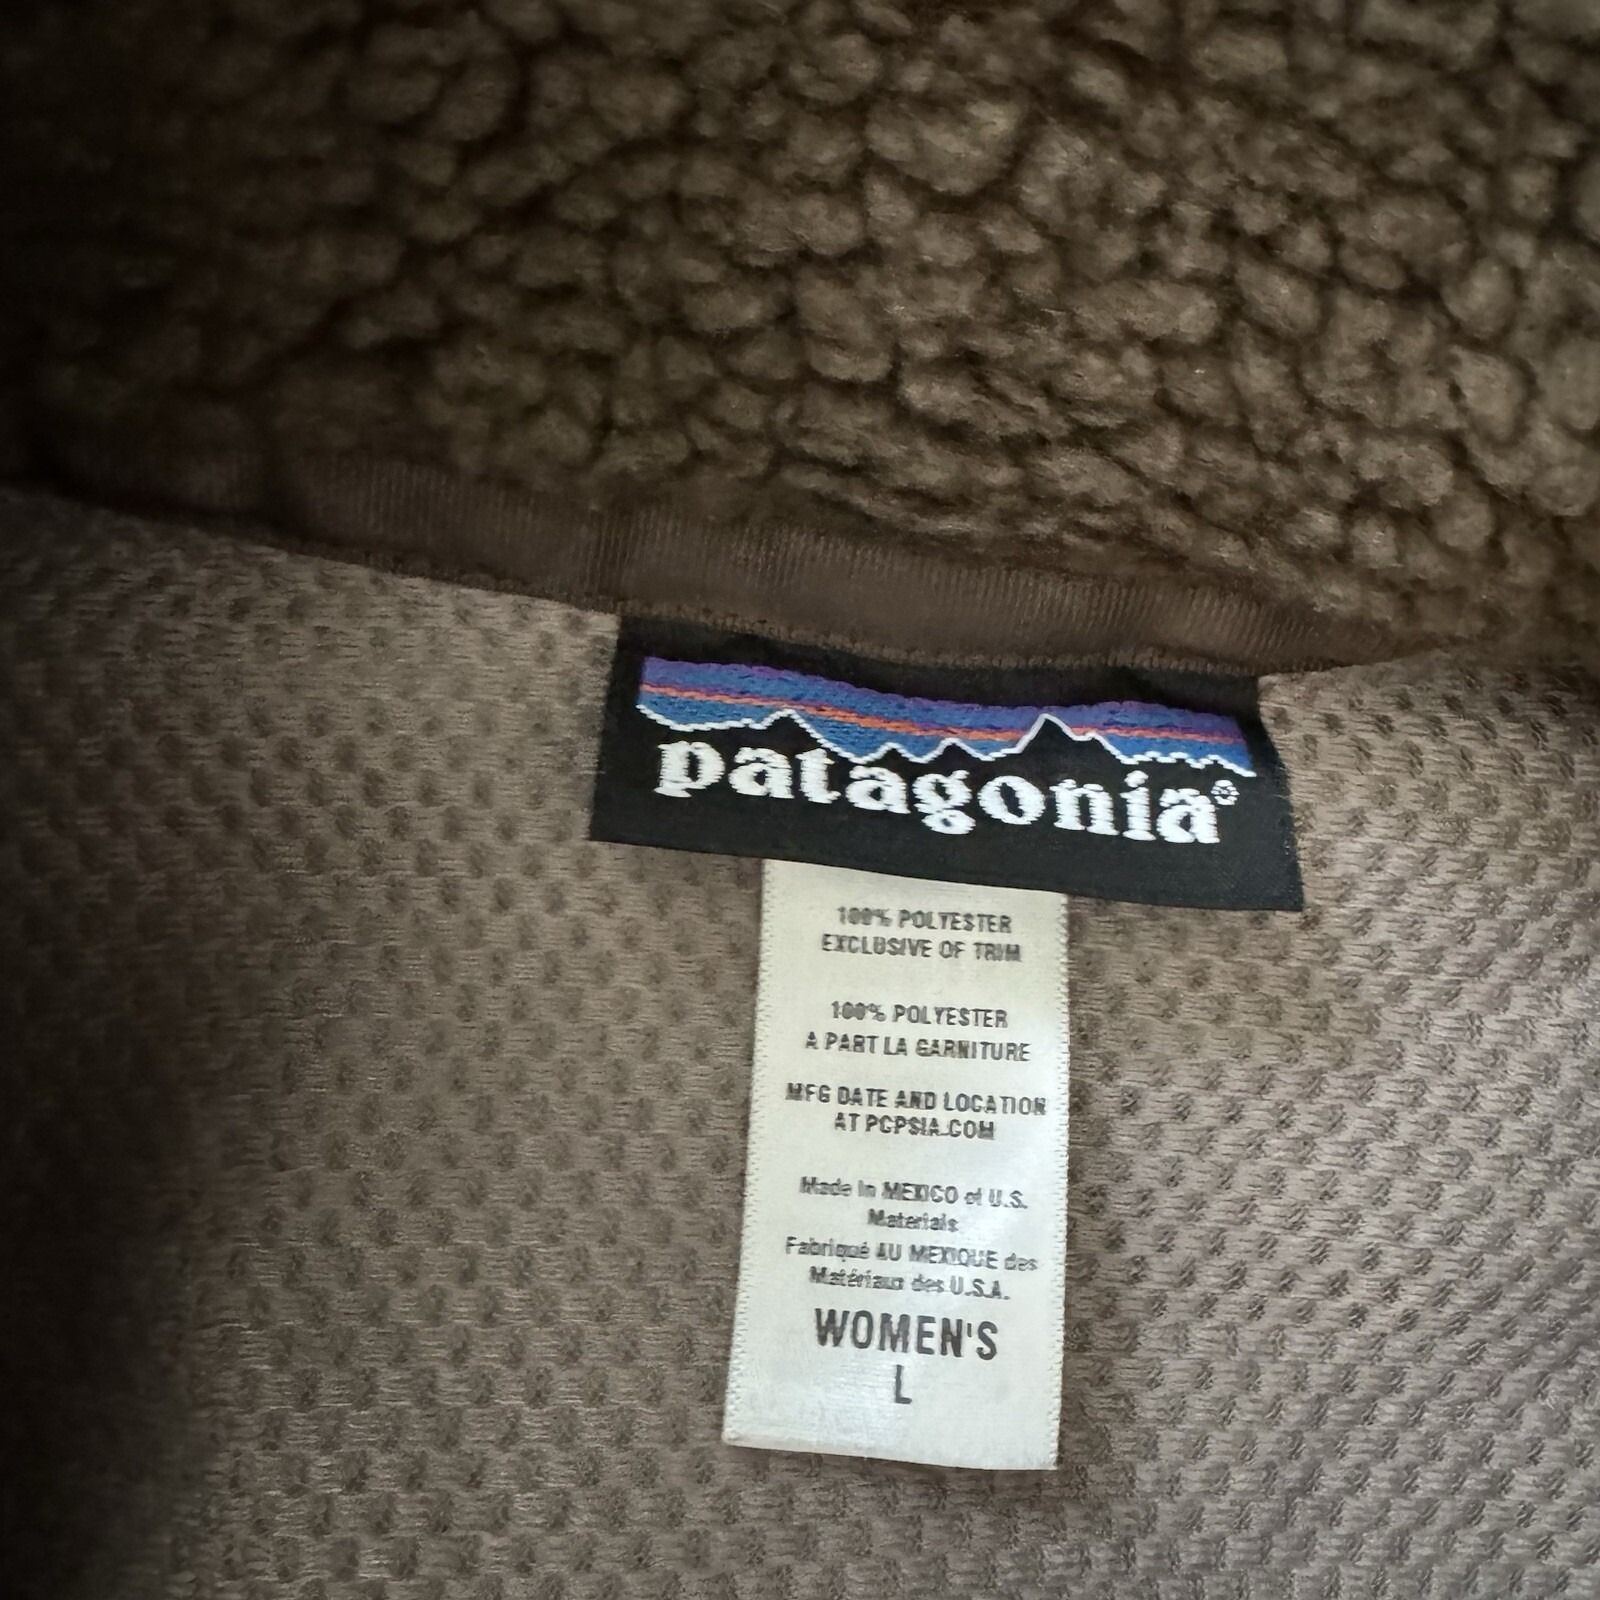 patagonia®
100% POLYESTER
EXCLUSIVE OF TRIM
100% POLYESTER
A PART LA GARNITURE
MFG DATE AND LOCATION
AT PCPSIA.COM
Made in MEXICO of U.S.
Materials
Fabriqué AU MEXIQUE des
Matériaux des U.S.A.
WOMEN'S
L